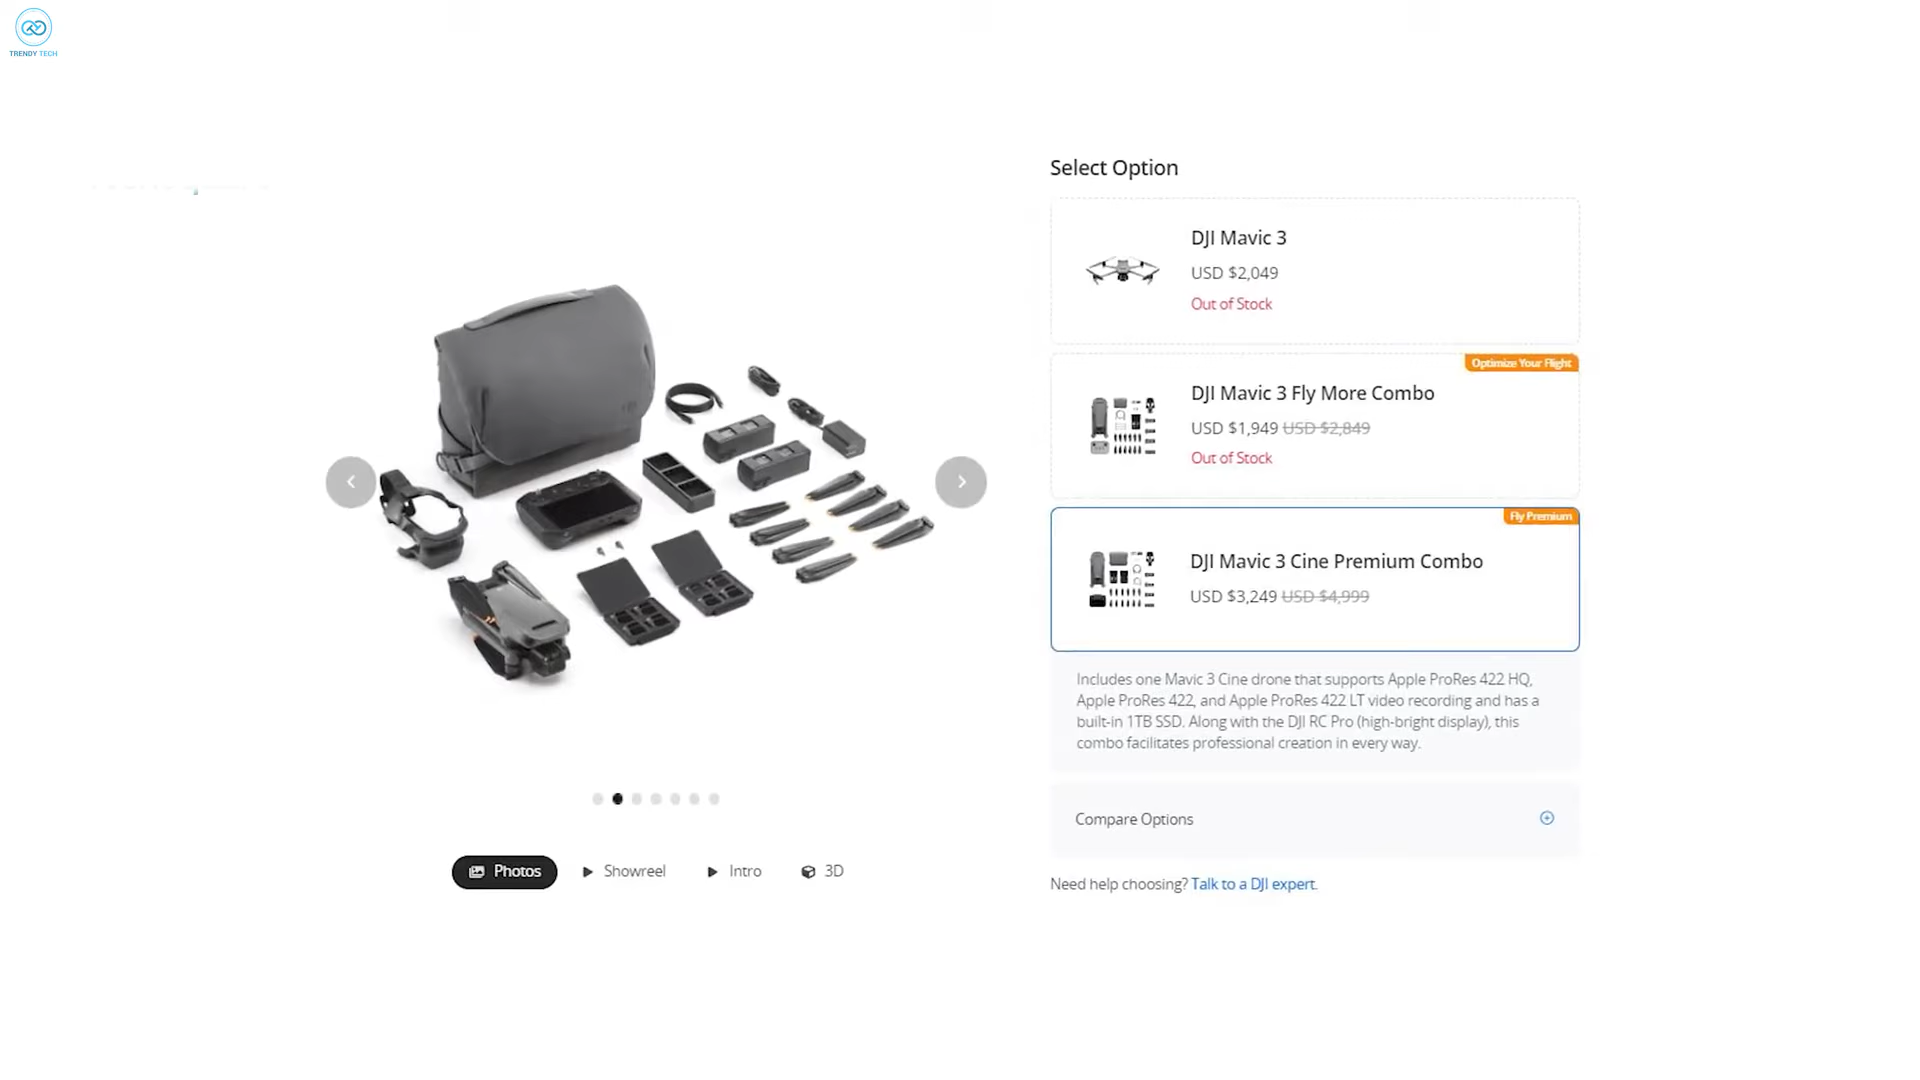 TRENDY TECH
Select Option
DJI Mavic 3
USD $2,049
Out of Stock
Optimize Your Flight
DJI Mavic 3 Fly More Combo
USD $1,949 USD $2,849
Out of Stock
Fly Premium
DJI Mavic 3 Cine Premium Combo
USD $3,249 USD $4,999
Includes one Mavic 3 Cine drone that supports Apple ProRes 422 HQ,
Apple ProRes 422, and Apple ProRes 422 LT video recording and has a
built-in 1TB SSD. Along with the DJI RC Pro (high-bright display), this
combo facilitates professional creation in every way.
Compare Options
Need help choosing? Talk to a DJI expert.
Photos
Showreel
Intro
3D